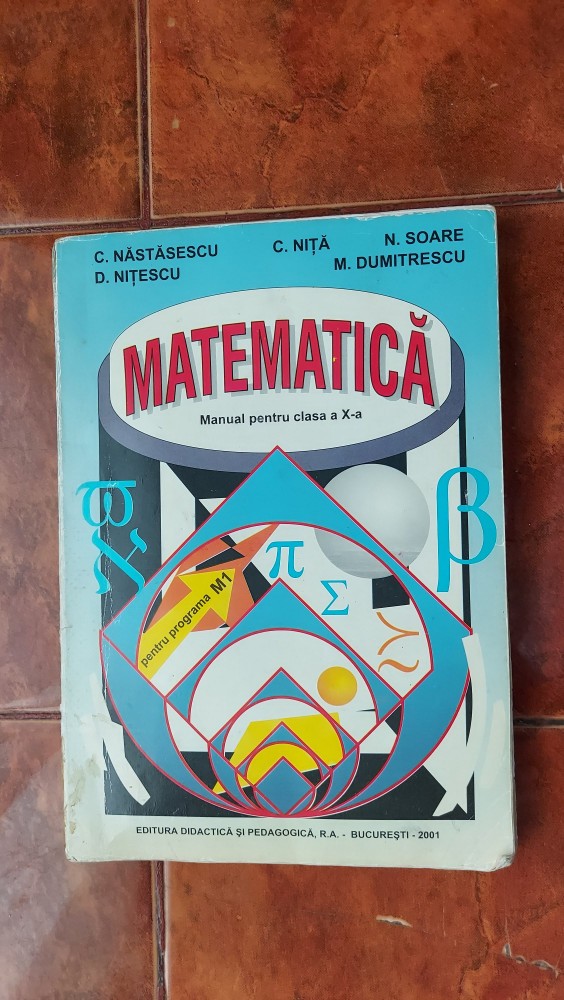 C. NĂSTĂSESCU C. NIȚĂ N. SOARE
D. NIȚESCU M. DUMITRESCU
MATEMATICĂ
Manual pentru clasa a X-a
ϖ
β
ℵ
π
Σ
pentru programa M1
EDITURA DIDACTICĂ ȘI PEDAGOGICĂ, R.A. - BUCUREȘTI - 2001